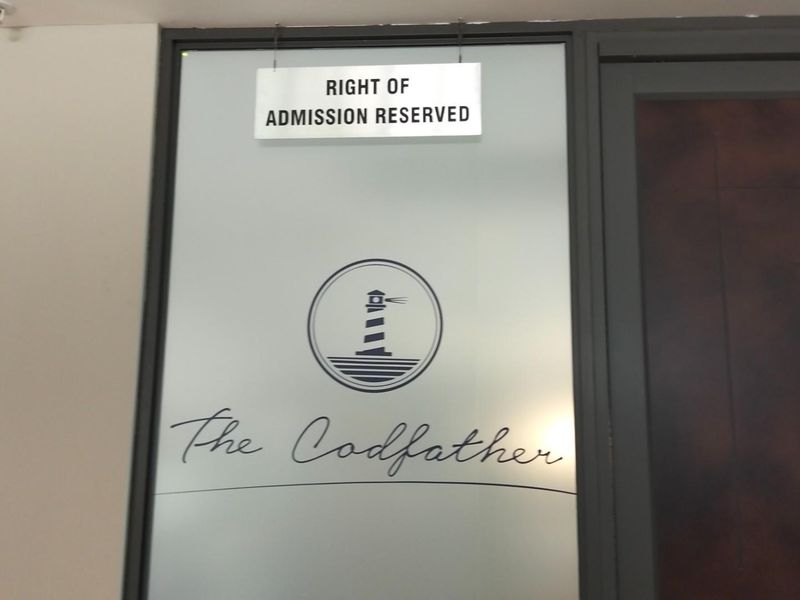 RIGHT OF
ADMISSION RESERVED
The Codfather